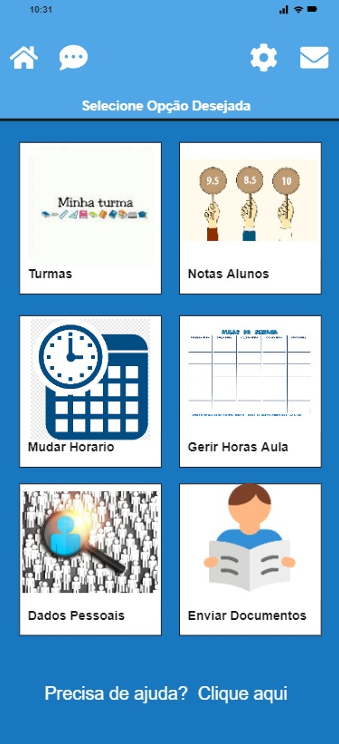 10:31
Selecione Opção Desejada
Minha turma
Turmas
9.5 8.5 10
Notas Alunos
Mudar Horario
AULAS DE SEMANA
Gerir Horas Aula
Dados Pessoais
Enviar Documentos
Precisa de ajuda? Clique aqui